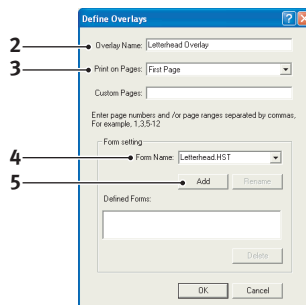 Define Overlays
2
Overlay Name: Letterhead Overlay
3
Print on Pages: First Page
Custom Pages:
Enter page numbers and /or page ranges separated by commas,
For example, 1,3,5-12
Form setting
4
Form Name: Letterhead.HST
5
Add Rename
Defined Forms:
Delete
OK Cancel